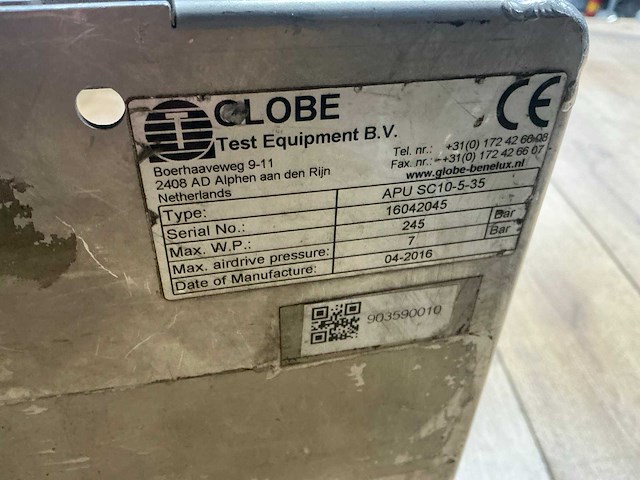 GLOBE
Test Equipment B.V.
CE
Boerhaaveweg 9-11
2408 AD Alphen aan den Rijn
Netherlands
Tel. nr.: +31(0) 172 42 66 08
Fax. nr.: +31(0) 172 42 66 07
www.globe-benelux.nl
Type: APU SC10-5-35
Serial No.: 16042045
Max. W.P.: 245 Bar
Max. airdrive pressure: 7 Bar
Date of Manufacture: 04-2016
903590010